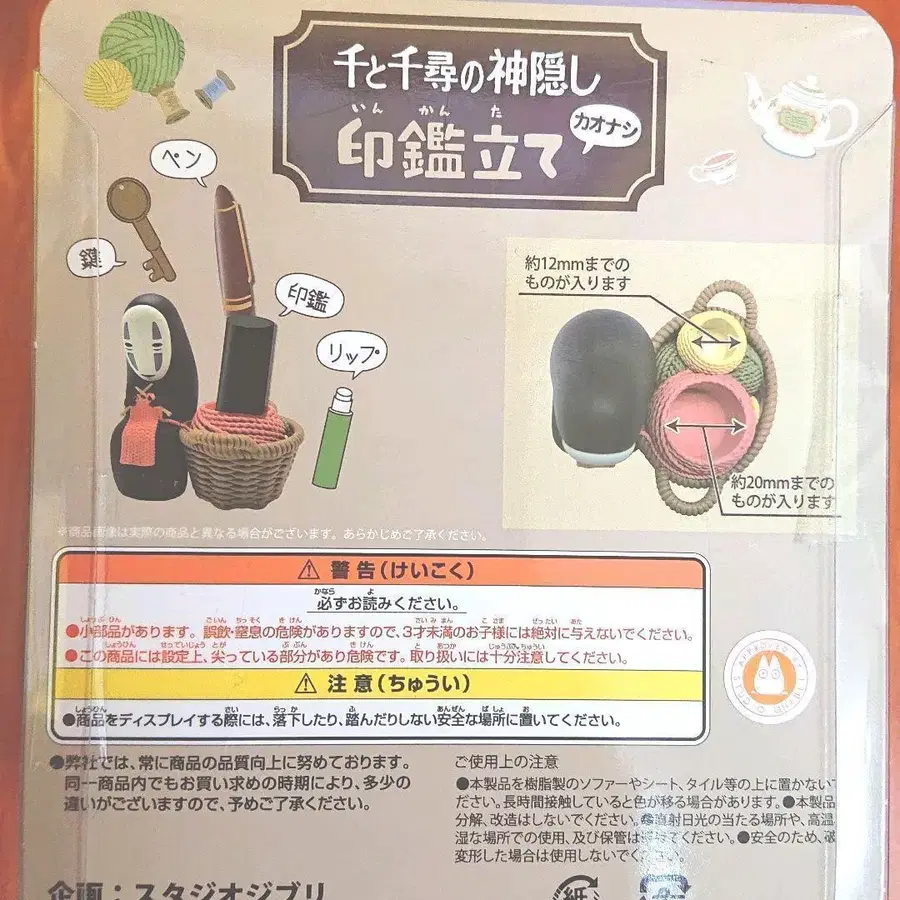 千と千尋の神隠し
いん かん た
印鑑立て
カオナシ
ペン
鍵
印鑑
リップ
約12mmまでの
ものが入ります
約20mmまでの
ものが入ります
※商品画像は実際の商品と異なる場合がございます。あらかじめご了承ください。
⚠ 警告(けいこく)
必ずお読みください。
●小部品があります。誤飲・窒息の危険がありますので、3才未満のお子様には絶対に与えないでください。
●この商品には設定上、尖っている部分があり危険です。取り扱いには十分注意してください。
⚠ 注意(ちゅうい)
●商品をディスプレイする際には、落下したり、踏んだりしない安全な場所に置いてください。
●弊社では、常に商品の品質向上に努めております。
同一商品内でもお買い求めの時期により、多少の
違いがございますので、予めご了承ください。
ご使用上の注意
●本製品を樹脂製のソファーやシート、タイル等の上に置かないで
ださい。長時間接触していると色が移る場合があります。●本製品
分解、改造はしないでください。●直射日光の当たる場所や、高温
湿な場所での使用、及び保管は避けてください。●安全のため、破
変形した場合は使用しないでください。
企画：スタジオジブリ
紙